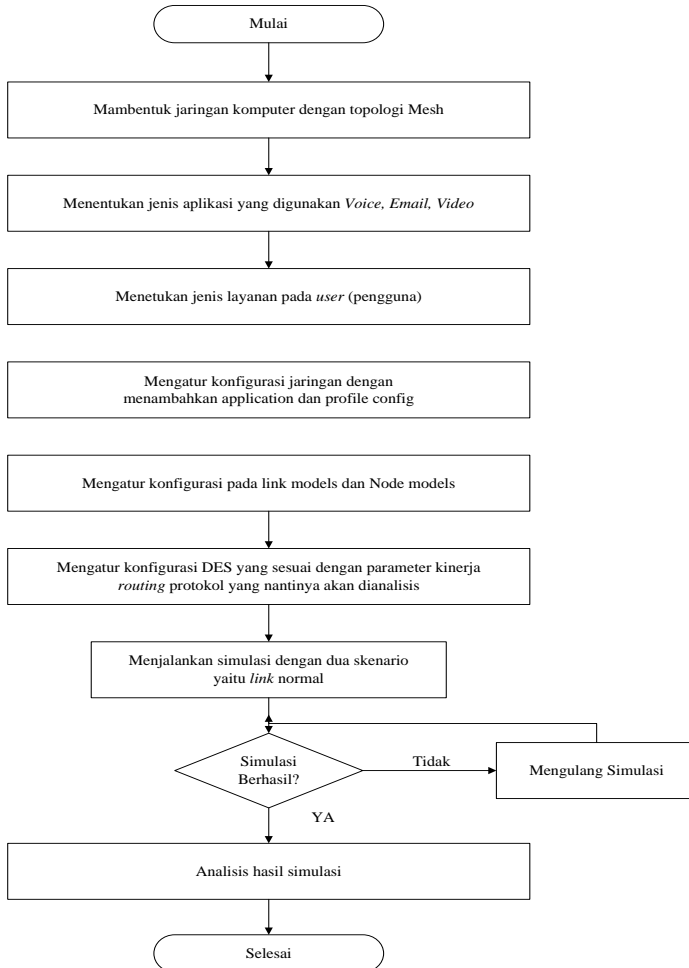 Mulai
Mambentuk jaringan komputer dengan topologi Mesh
Menentukan jenis aplikasi yang digunakan Voice, Email, Video
Menetukan jenis layanan pada user (pengguna)
Mengatur konfigurasi jaringan dengan
menambahkan application dan profile config
Mengatur konfigurasi pada link models dan Node models
Mengatur konfigurasi DES yang sesuai dengan parameter kinerja
routing protokol yang nantinya akan dianalisis
Menjalankan simulasi dengan dua skenario
yaitu link normal
Simulasi
Berhasil?
Tidak
Mengulang Simulasi
YA
Analisis hasil simulasi
Selesai